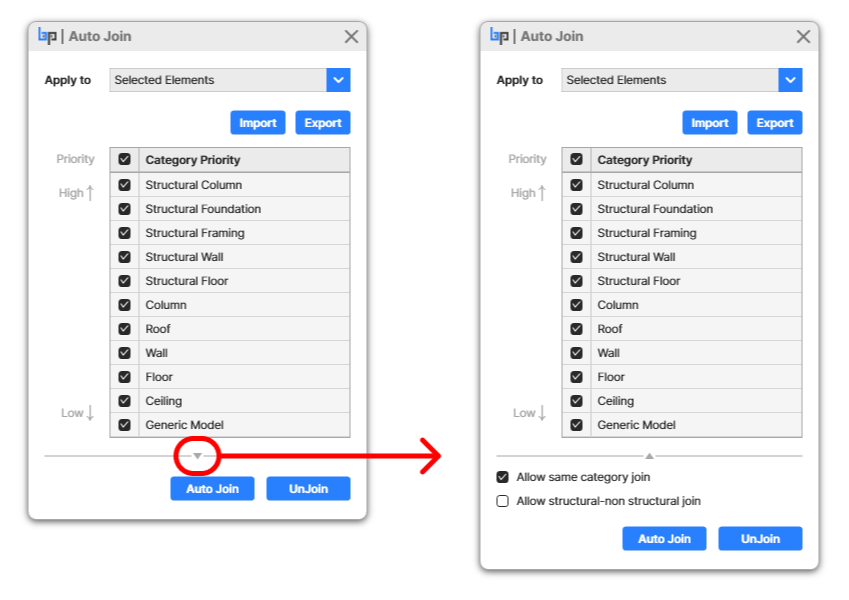 | Auto Join
Apply to Selected Elements
Import Export
Priority Category Priority
High ↑ Structural Column
Structural Foundation
Structural Framing
Structural Wall
Structural Floor
Column
Roof
Wall
Floor
Ceiling
Low ↓ Generic Model
Auto Join UnJoin
| Auto Join
Apply to Selected Elements
Import Export
Priority Category Priority
High ↑ Structural Column
Structural Foundation
Structural Framing
Structural Wall
Structural Floor
Column
Roof
Wall
Floor
Ceiling
Low ↓ Generic Model
Allow same category join
Allow structural-non structural join
Auto Join UnJoin